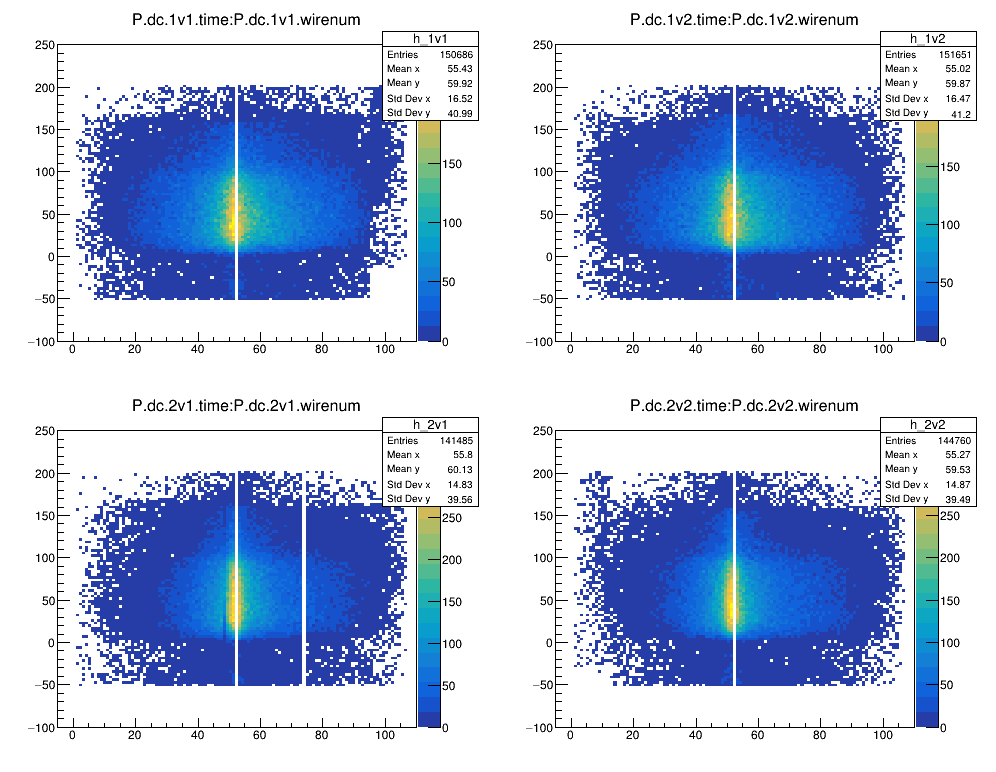 P.dc.1v1.time:P.dc.1v1.wirenum
h_1v1
Entries 150686
Mean x 55.43
Mean y 59.92
Std Dev x 16.52
Std Dev y 40.99
250
200
150
100
50
0
−50
−100
0 20 40 60 80 100
150
100
50
0
P.dc.1v2.time:P.dc.1v2.wirenum
h_1v2
Entries 151651
Mean x 55.02
Mean y 59.87
Std Dev x 16.47
Std Dev y 41.2
250
200
150
100
50
0
−50
−100
0 20 40 60 80 100
150
100
50
0
P.dc.2v1.time:P.dc.2v1.wirenum
h_2v1
Entries 141485
Mean x 55.8
Mean y 60.13
Std Dev x 14.83
Std Dev y 39.56
250
200
150
100
50
0
−50
−100
0 20 40 60 80 100
250
200
150
100
50
0
P.dc.2v2.time:P.dc.2v2.wirenum
h_2v2
Entries 144760
Mean x 55.27
Mean y 59.53
Std Dev x 14.87
Std Dev y 39.49
250
200
150
100
50
0
−50
−100
0 20 40 60 80 100
250
200
150
100
50
0